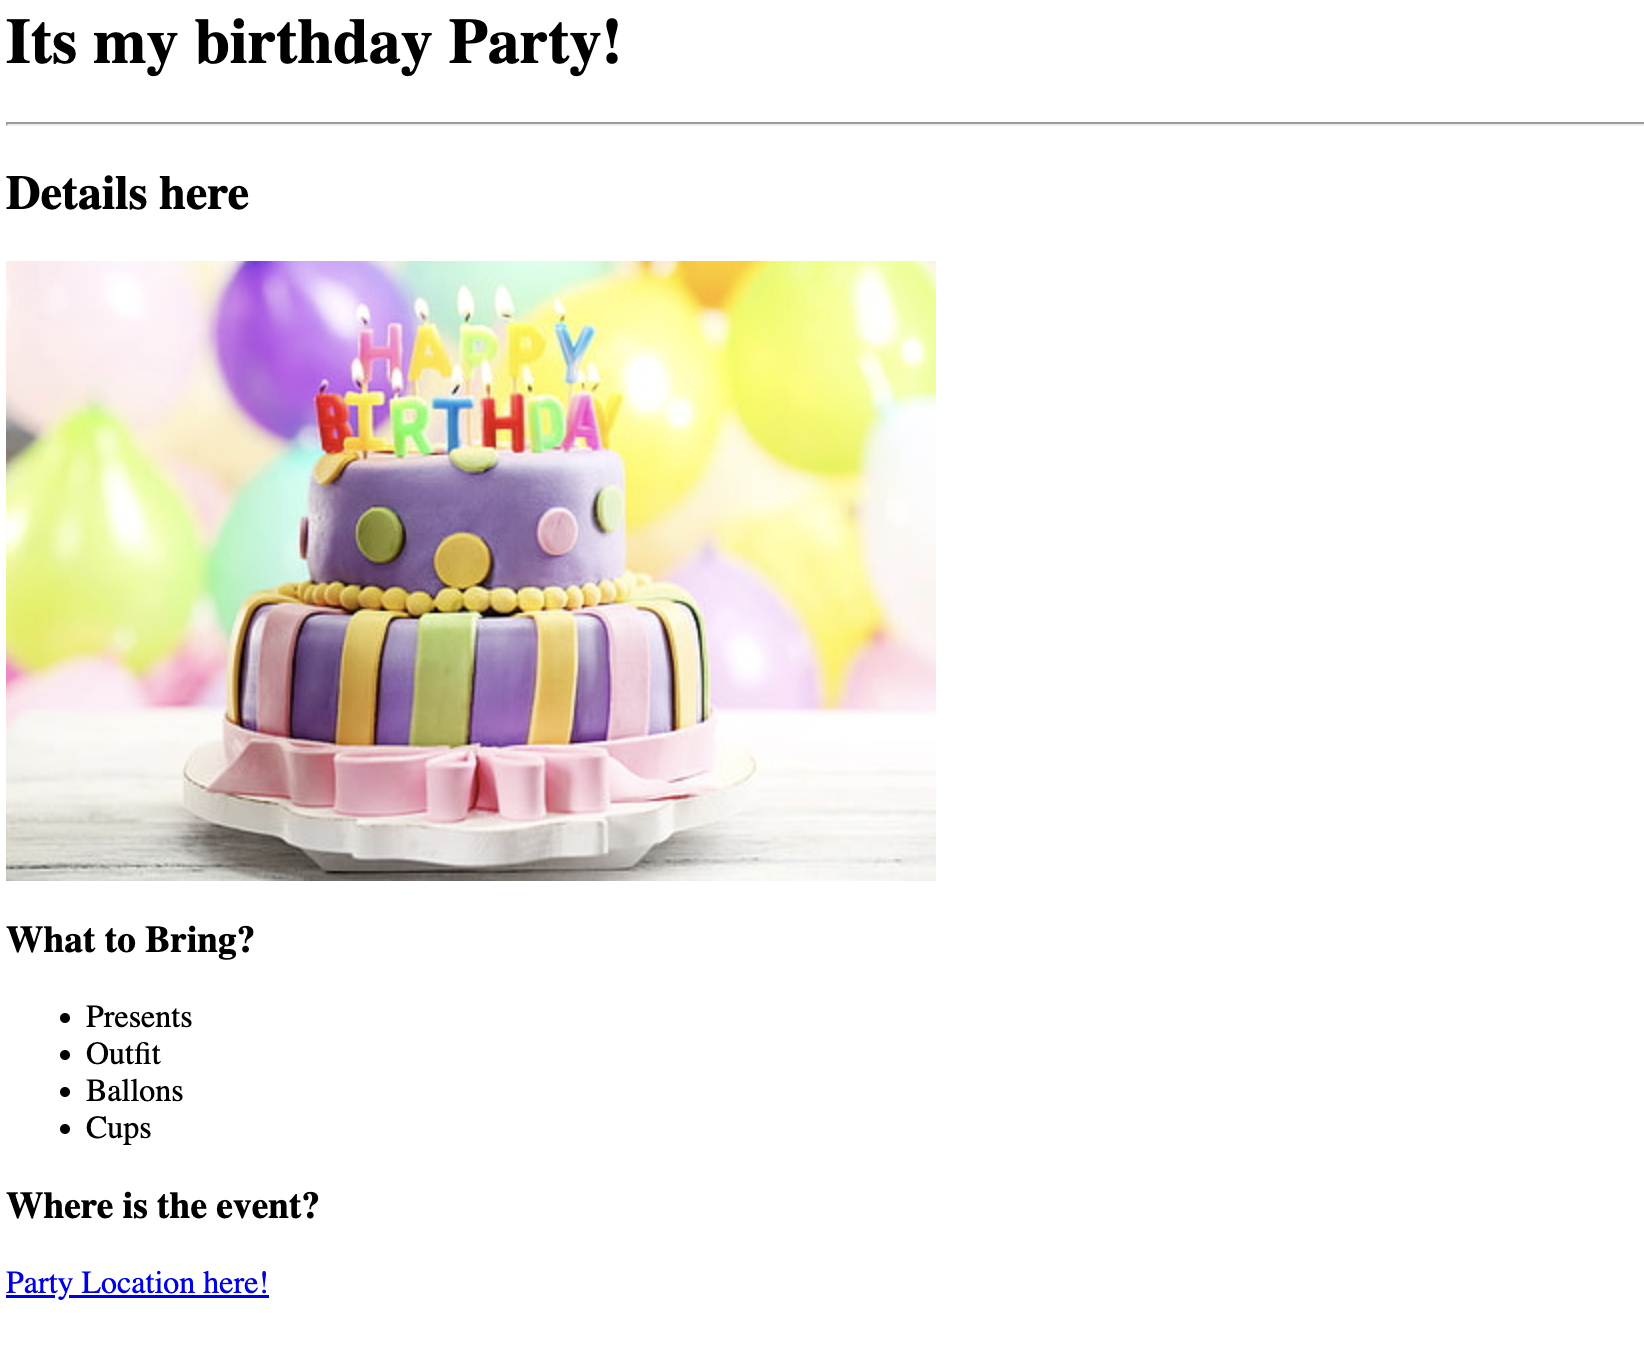 Its my birthday Party!
Details here
HAPPY
BIRTHDAY
What to Bring?
Presents
Outfit
Ballons
Cups
Where is the event?
Party Location here!